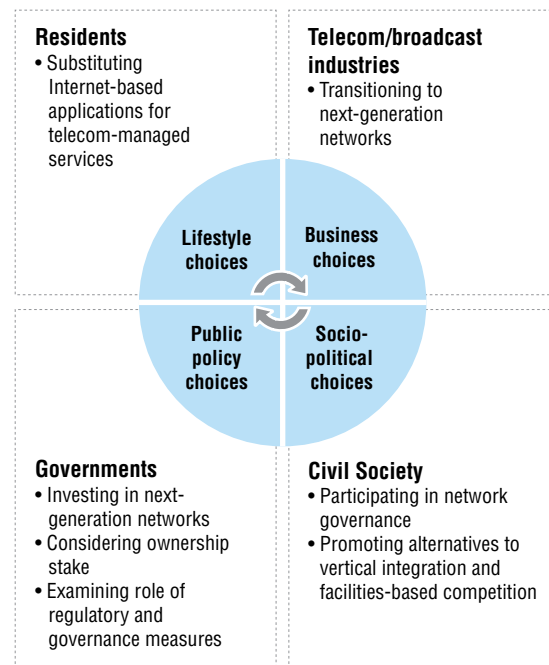 Residents
• Substituting
Internet-based
applications for
telecom-managed
services
Telecom/broadcast
industries
• Transitioning to
next-generation
networks
Lifestyle
choices
Business
choices
Public
policy
choices
Socio-
political
choices
Governments
• Investing in next-
generation networks
• Considering ownership
stake
• Examining role of
regulatory and
governance measures
Civil Society
• Participating in network
governance
• Promoting alternatives to
vertical integration and
facilities-based competition